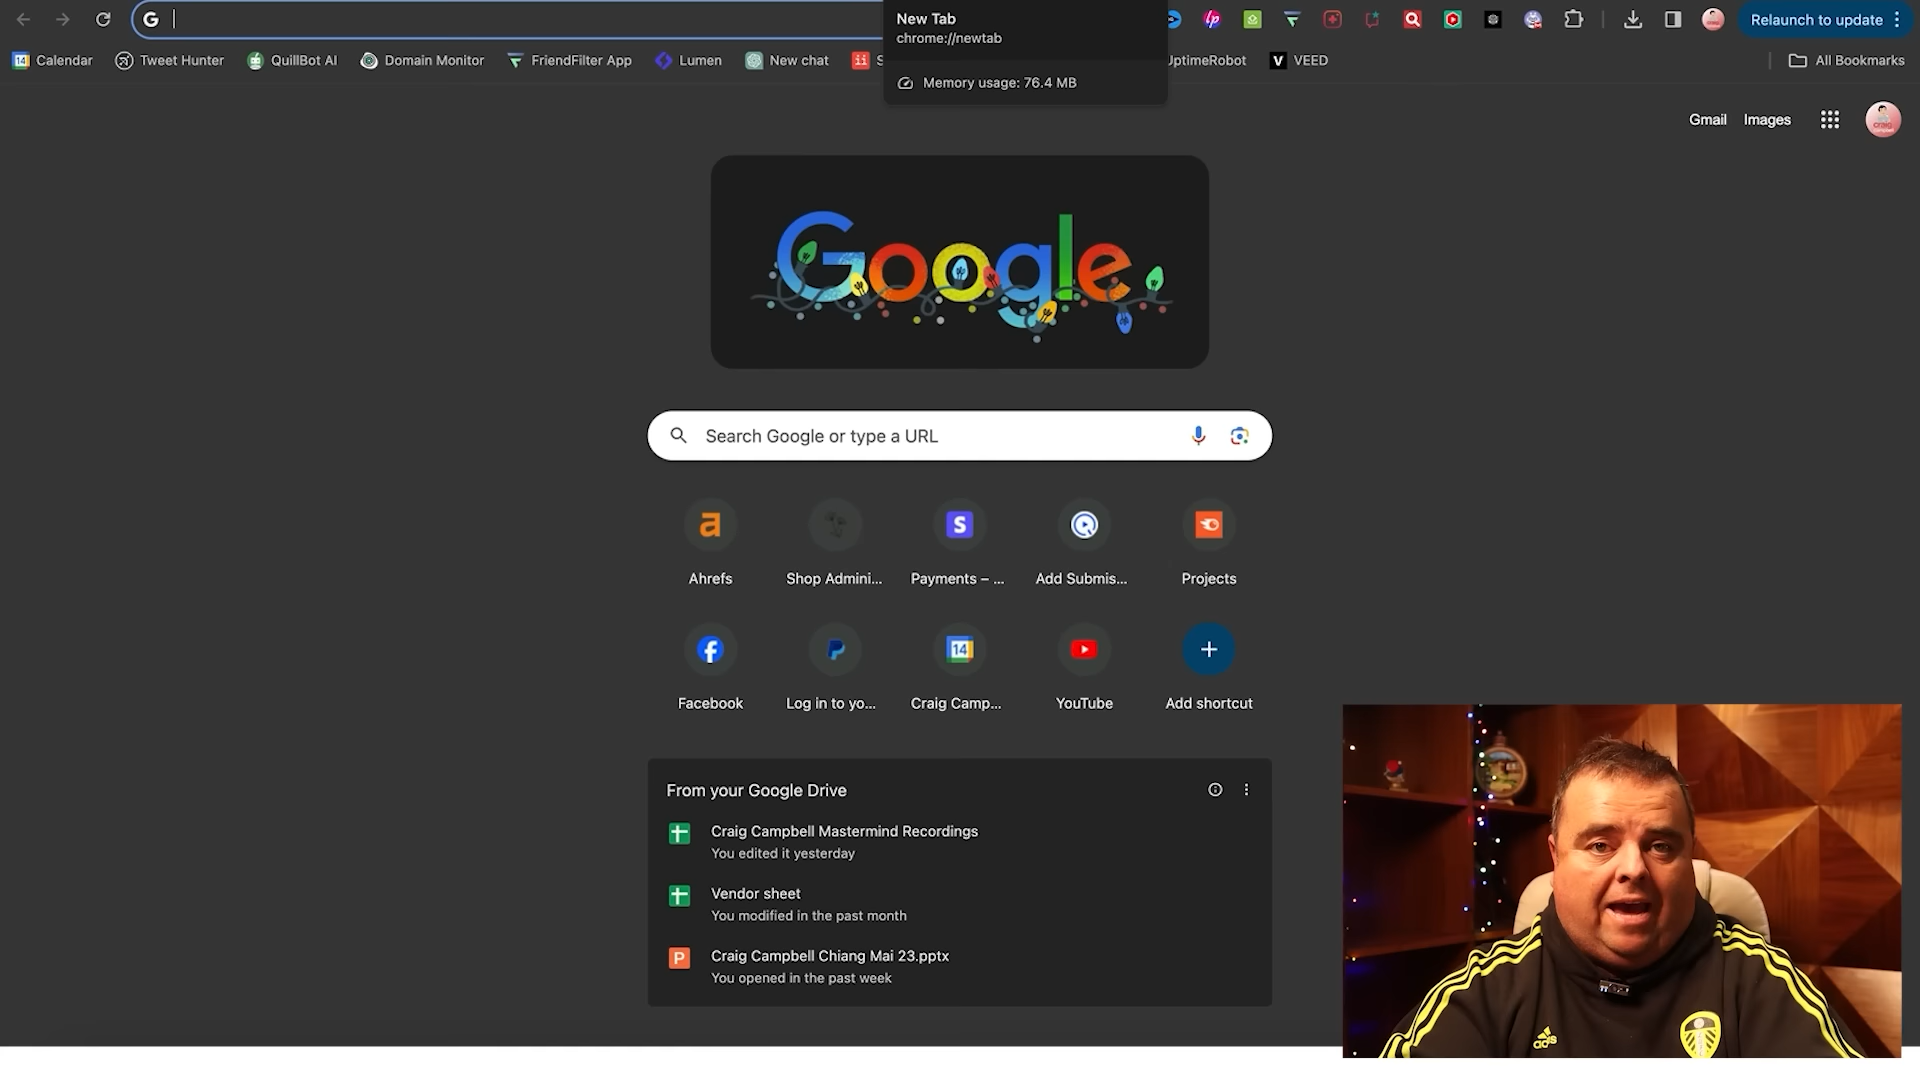 New Tab
chrome://newtab
Memory usage: 76.4 MB
Relaunch to update
Calendar
Tweet Hunter
QuillBot AI
Domain Monitor
FriendFilter App
Lumen
New chat
S
UptimeRobot
VEED
All Bookmarks
Gmail
Images
Google
Search Google or type a URL
Ahrefs
Shop Admini...
Payments – ...
Add Submis...
Projects
Facebook
Log in to yo...
14
Craig Camp...
YouTube
Add shortcut
From your Google Drive
Craig Campbell Mastermind Recordings
You edited it yesterday
Vendor sheet
You modified in the past month
Craig Campbell Chiang Mai 23.pptx
You opened in the past week
adidas